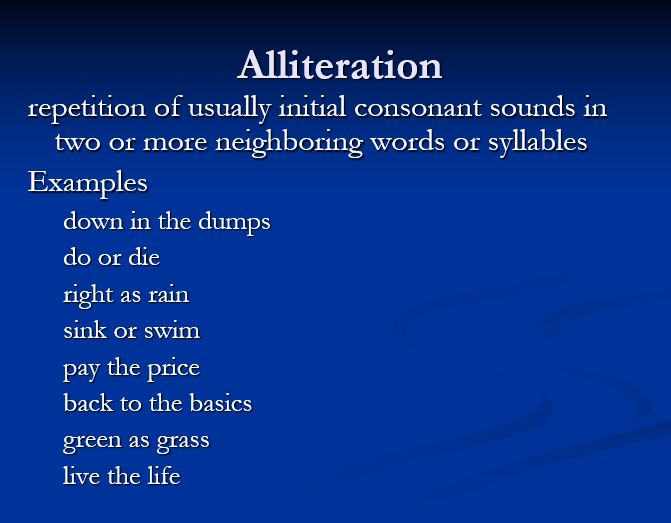 Alliteration
repetition of usually initial consonant sounds in
two or more neighboring words or syllables
Examples
down in the dumps
do or die
right as rain
sink or swim
pay the price
back to the basics
green as grass
live the life